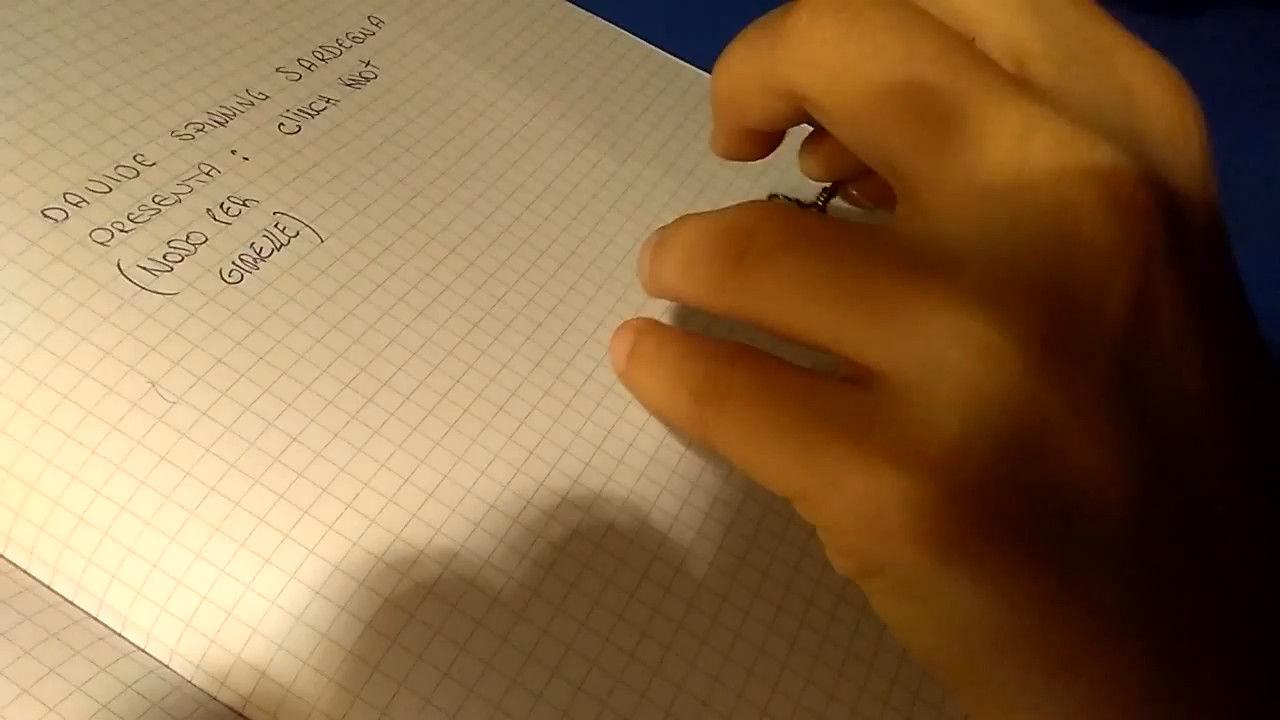 DAVIDE SPINNING SARDEGNA
PRESENTA : CLINCH KNOT
(NODO PER
GIRELLE)